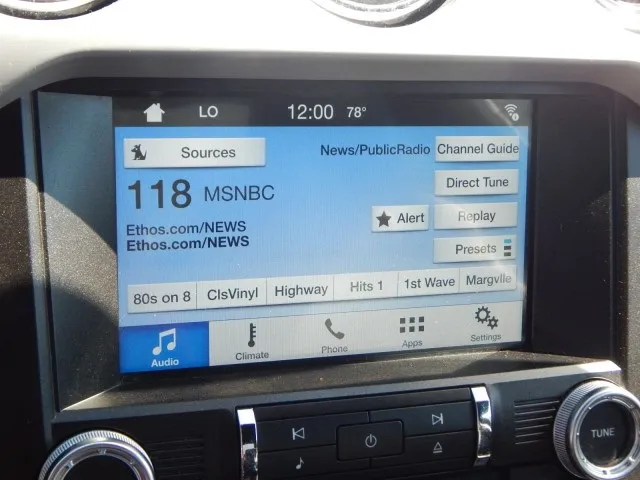 LO 12:00 78°
Sources News/PublicRadio Channel Guide
118 MSNBC Direct Tune
Ethos.com/NEWS Alert Replay
Ethos.com/NEWS
Presets
80s on 8 ClsVinyl Highway Hits 1 1st Wave Margvlle
Audio Climate Phone Apps Settings
TUNE